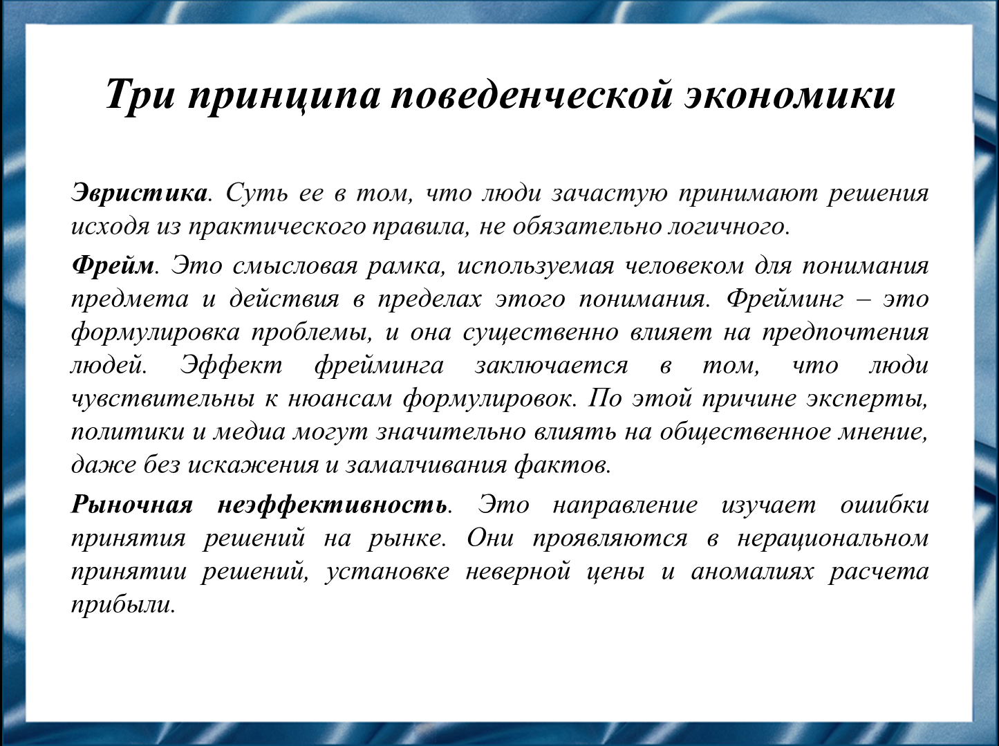 Три принципа поведенческой экономики
Эвристика. Суть ее в том, что люди зачастую принимают решения
исходя из практического правила, не обязательно логичного.
Фрейм. Это смысловая рамка, используемая человеком для понимания
предмета и действия в пределах этого понимания. Фрейминг – это
формулировка проблемы, и она существенно влияет на предпочтения
людей. Эффект фрейминга заключается в том, что люди
чувствительны к нюансам формулировок. По этой причине эксперты,
политики и медиа могут значительно влиять на общественное мнение,
даже без искажения и замалчивания фактов.
Рыночная неэффективность. Это направление изучает ошибки
принятия решений на рынке. Они проявляются в нерациональном
принятии решений, установке неверной цены и аномалиях расчета
прибыли.